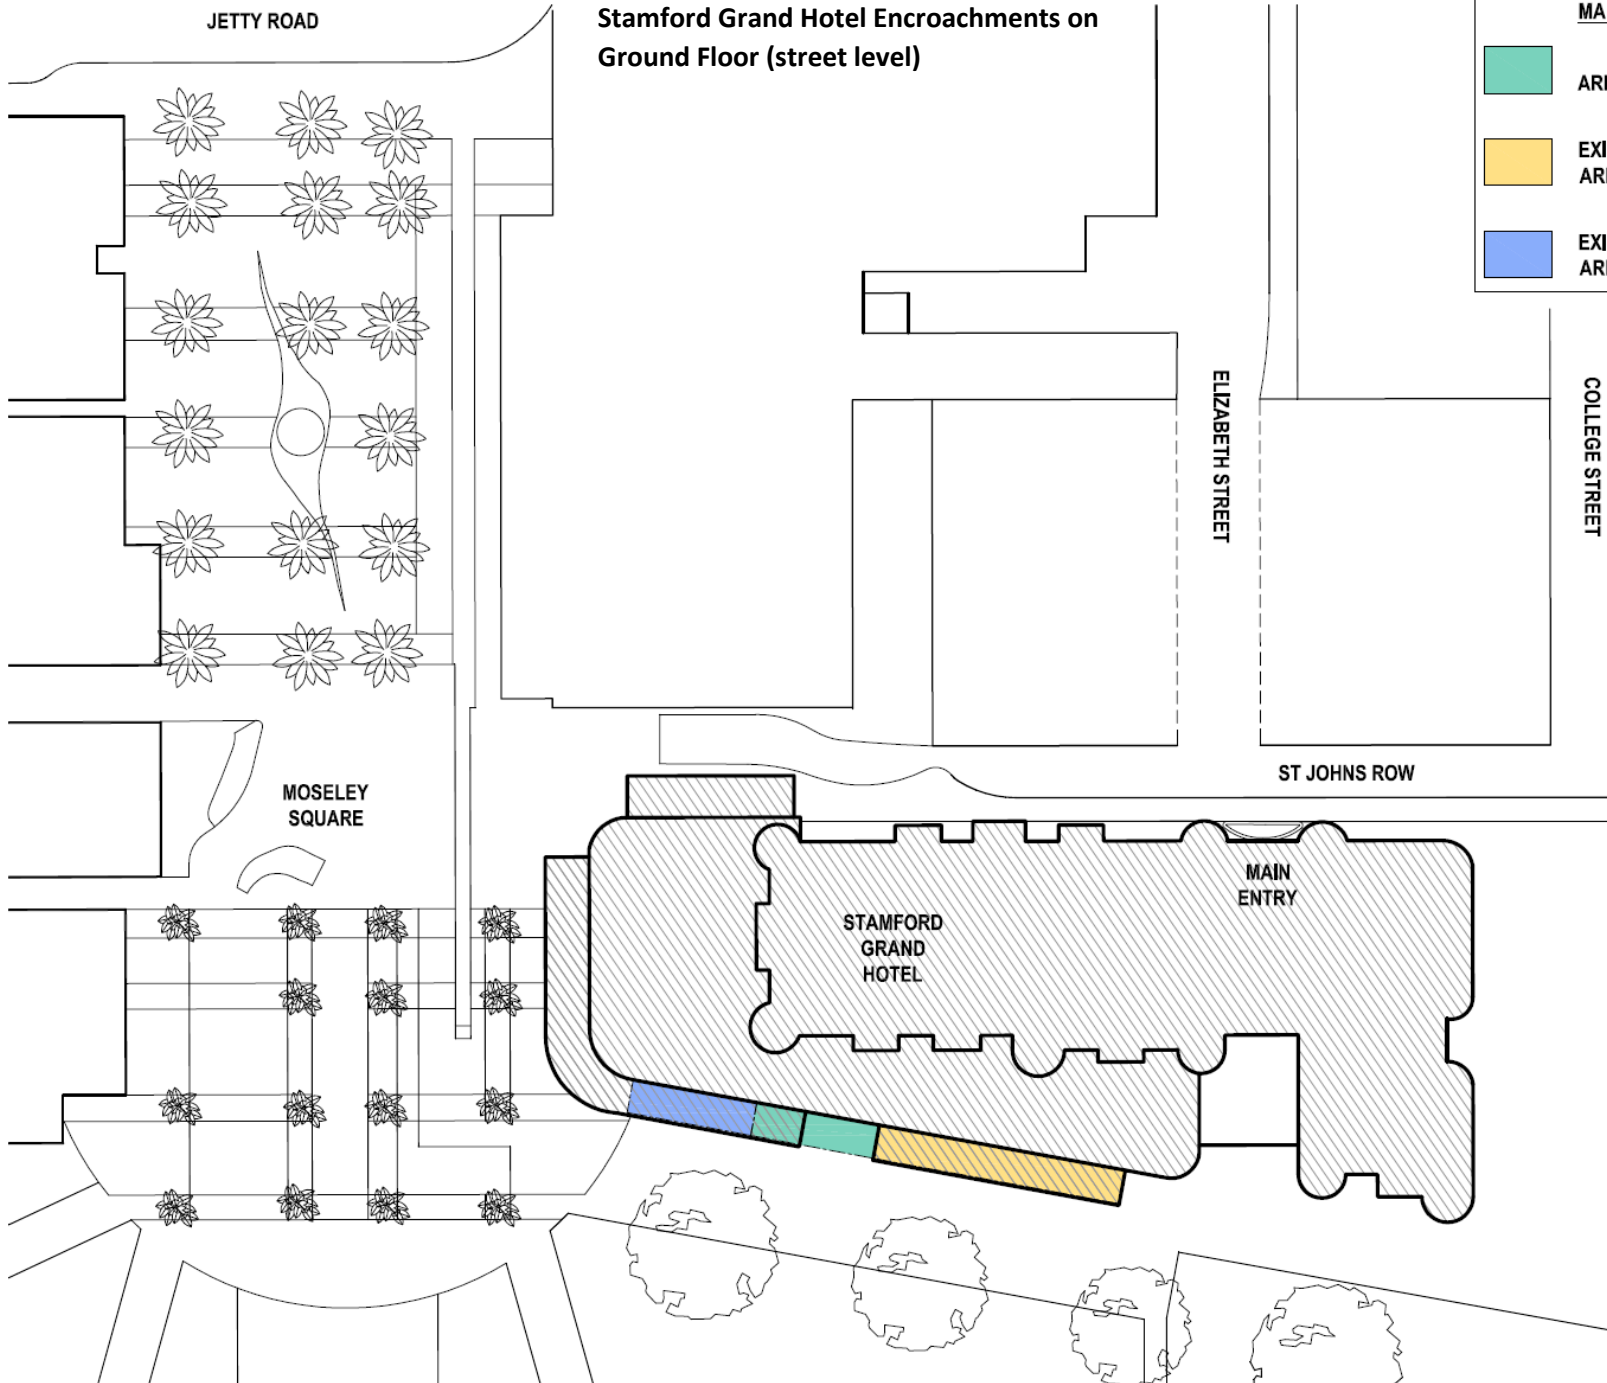 JETTY ROAD
Stamford Grand Hotel Encroachments on
Ground Floor (street level)
MA
ARI
EXI
ARI
EXI
ARI
ELIZABETH STREET
COLLEGE STREET
ST JOHNS ROW
MOSELEY
SQUARE
MAIN
ENTRY
STAMFORD
GRAND
HOTEL